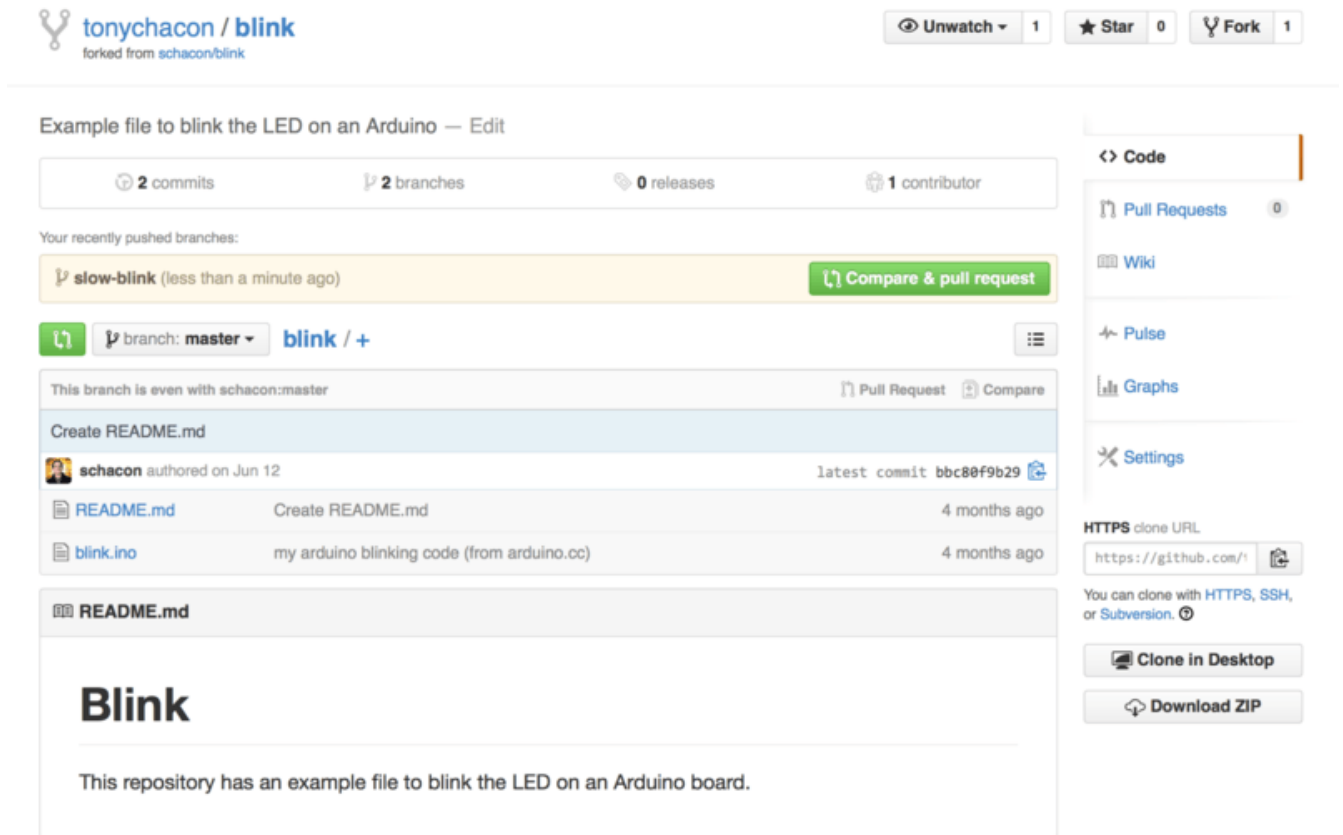 tonychacon / blink
forked from schacon/blink
Unwatch 1
Star 0
Fork 1
Example file to blink the LED on an Arduino — Edit
2 commits
2 branches
0 releases
1 contributor
Your recently pushed branches:
slow-blink (less than a minute ago)
Compare & pull request
branch: master
blink / +
This branch is even with schacon:master
Pull Request
Compare
Create README.md
schacon authored on Jun 12
latest commit bbc80f9b29
README.md Create README.md 4 months ago
blink.ino my arduino blinking code (from arduino.cc) 4 months ago
README.md
Blink
This repository has an example file to blink the LED on an Arduino board.
Code
Pull Requests 0
Wiki
Pulse
Graphs
Settings
HTTPS clone URL
https://github.com/
You can clone with HTTPS, SSH,
or Subversion.
Clone in Desktop
Download ZIP